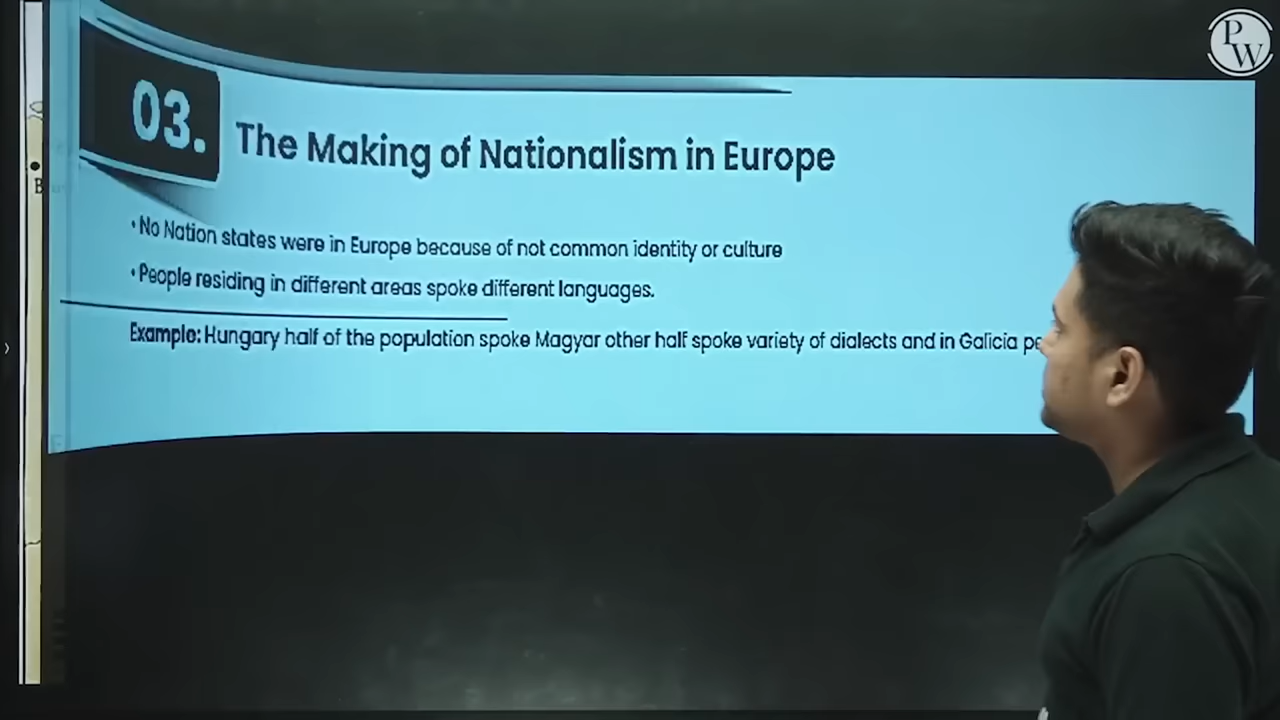 PW
03.
The Making of Nationalism in Europe
• No Nation states were in Europe because of not common identity or culture
• People residing in different areas spoke different languages.
Example: Hungary half of the population spoke Magyar other half spoke variety of dialects and in Galicia
B